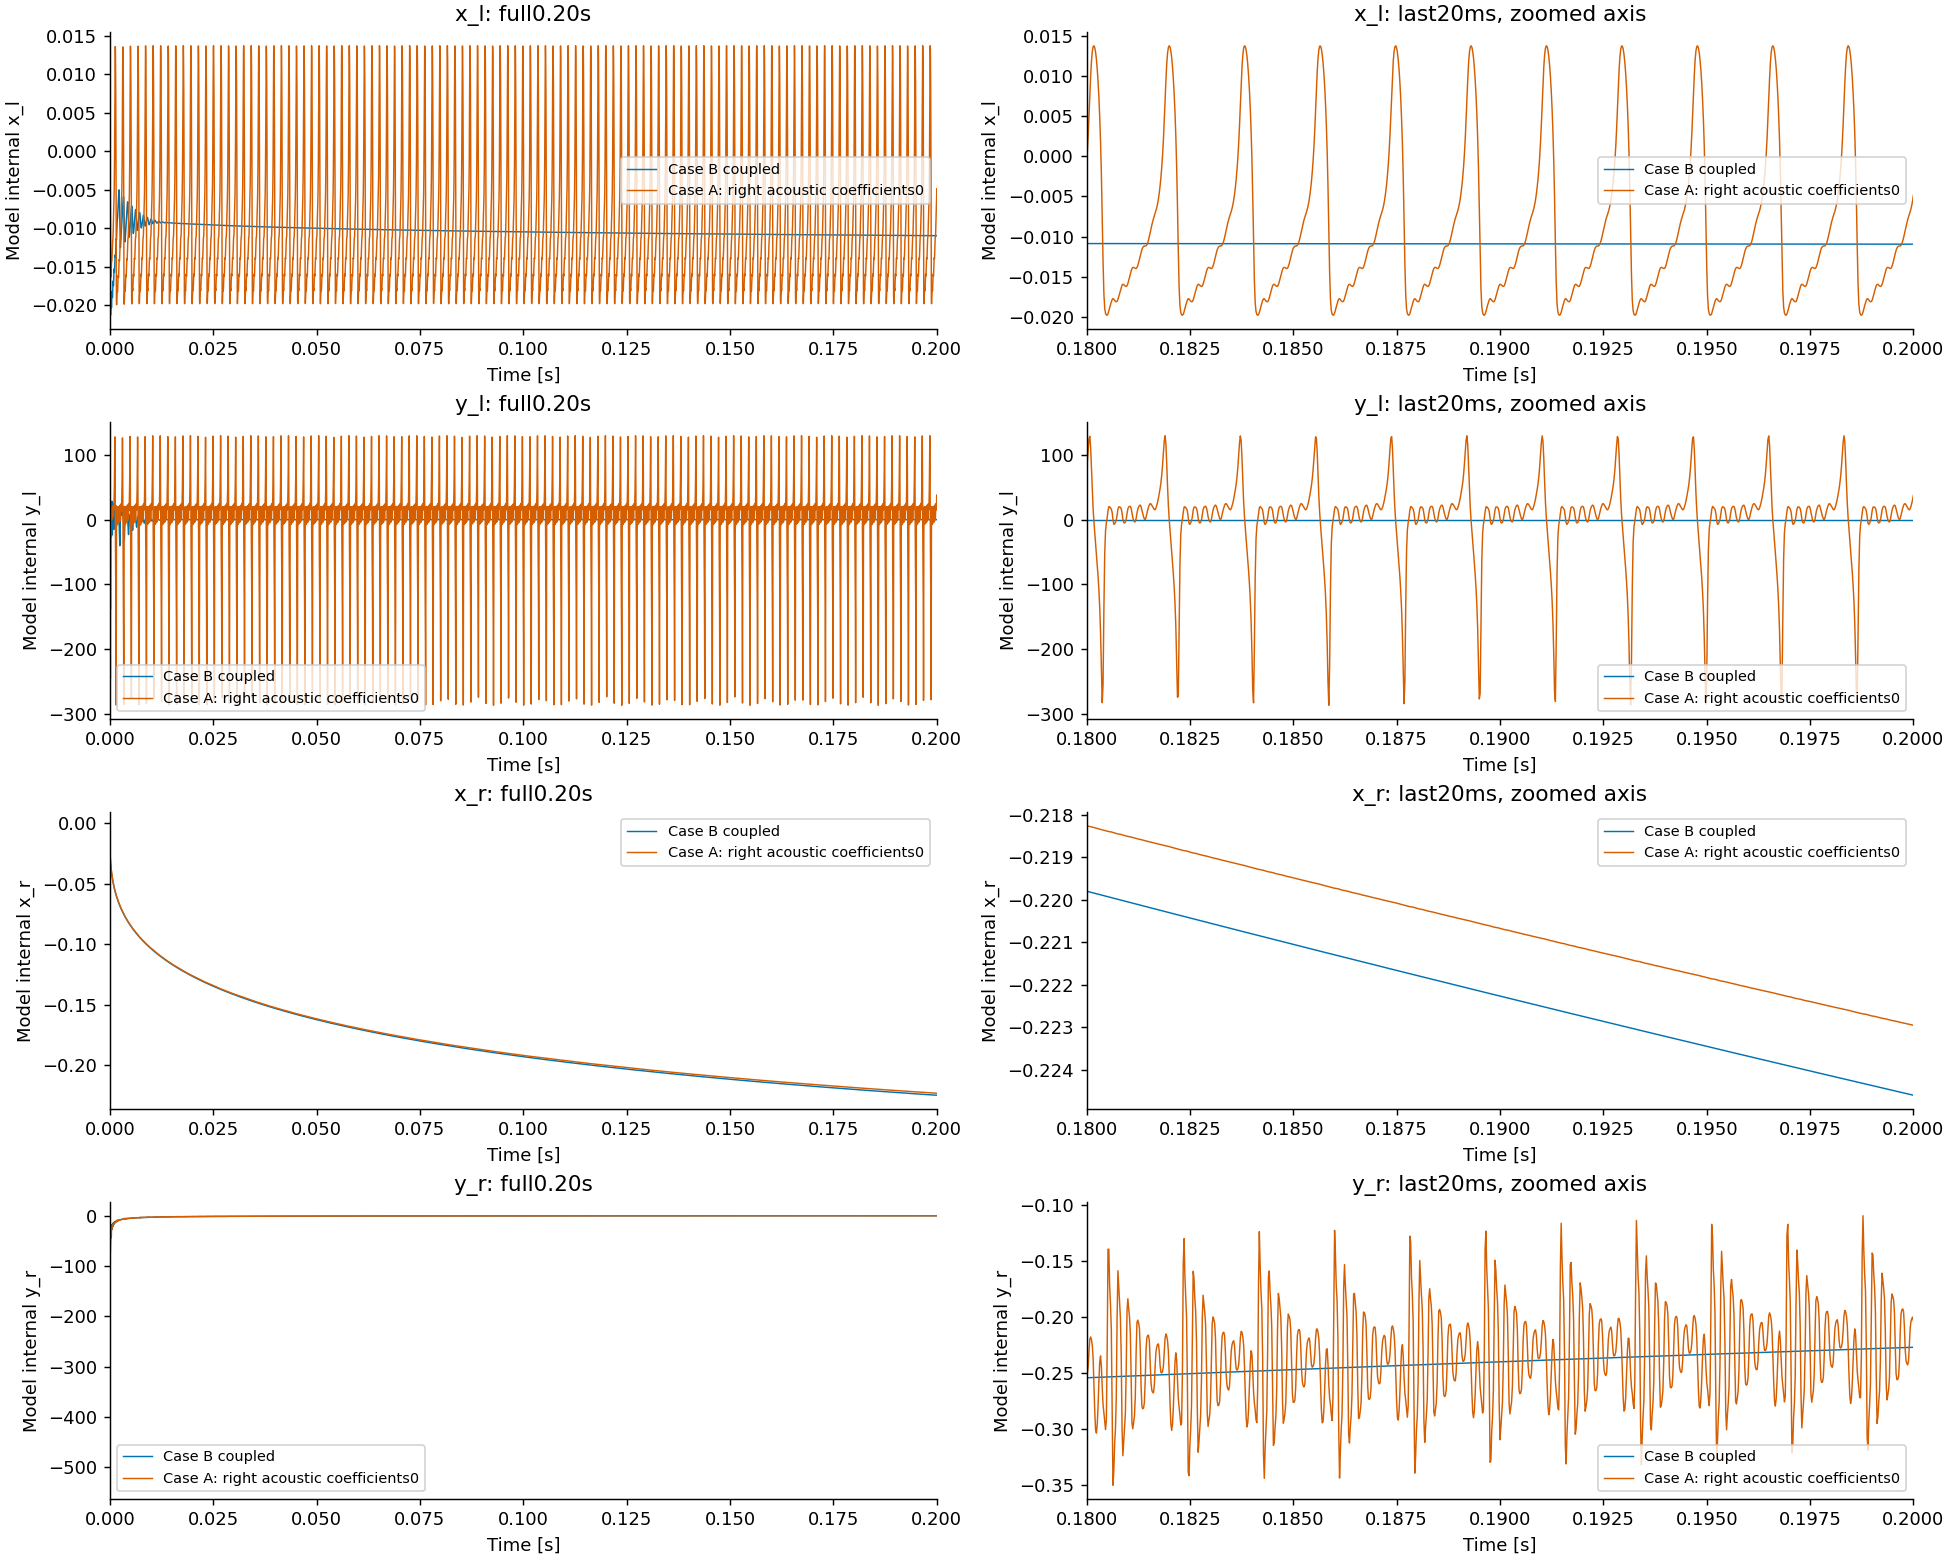 x_l: full0.20s
Model internal x_l
0.015
0.010
0.005
0.000
−0.005
−0.010
−0.015
−0.020
Case B coupled
Case A: right acoustic coefficients0
0.000 0.025 0.050 0.075 0.100 0.125 0.150 0.175 0.200
Time [s]
x_l: last20ms, zoomed axis
Model internal x_l
0.015
0.010
0.005
0.000
−0.005
−0.010
−0.015
−0.020
Case B coupled
Case A: right acoustic coefficients0
0.1800 0.1825 0.1850 0.1875 0.1900 0.1925 0.1950 0.1975 0.2000
Time [s]
y_l: full0.20s
Model internal y_l
100
0
−100
−200
−300
Case B coupled
Case A: right acoustic coefficients0
0.000 0.025 0.050 0.075 0.100 0.125 0.150 0.175 0.200
Time [s]
y_l: last20ms, zoomed axis
Model internal y_l
100
0
−100
−200
−300
Case B coupled
Case A: right acoustic coefficients0
0.1800 0.1825 0.1850 0.1875 0.1900 0.1925 0.1950 0.1975 0.2000
Time [s]
x_r: full0.20s
Model internal x_r
0.00
−0.05
−0.10
−0.15
−0.20
Case B coupled
Case A: right acoustic coefficients0
0.000 0.025 0.050 0.075 0.100 0.125 0.150 0.175 0.200
Time [s]
x_r: last20ms, zoomed axis
Model internal x_r
−0.218
−0.219
−0.220
−0.221
−0.222
−0.223
−0.224
Case B coupled
Case A: right acoustic coefficients0
0.1800 0.1825 0.1850 0.1875 0.1900 0.1925 0.1950 0.1975 0.2000
Time [s]
y_r: full0.20s
Model internal y_r
0
−100
−200
−300
−400
−500
Case B coupled
Case A: right acoustic coefficients0
0.000 0.025 0.050 0.075 0.100 0.125 0.150 0.175 0.200
Time [s]
y_r: last20ms, zoomed axis
Model internal y_r
−0.10
−0.15
−0.20
−0.25
−0.30
−0.35
Case B coupled
Case A: right acoustic coefficients0
0.1800 0.1825 0.1850 0.1875 0.1900 0.1925 0.1950 0.1975 0.2000
Time [s]